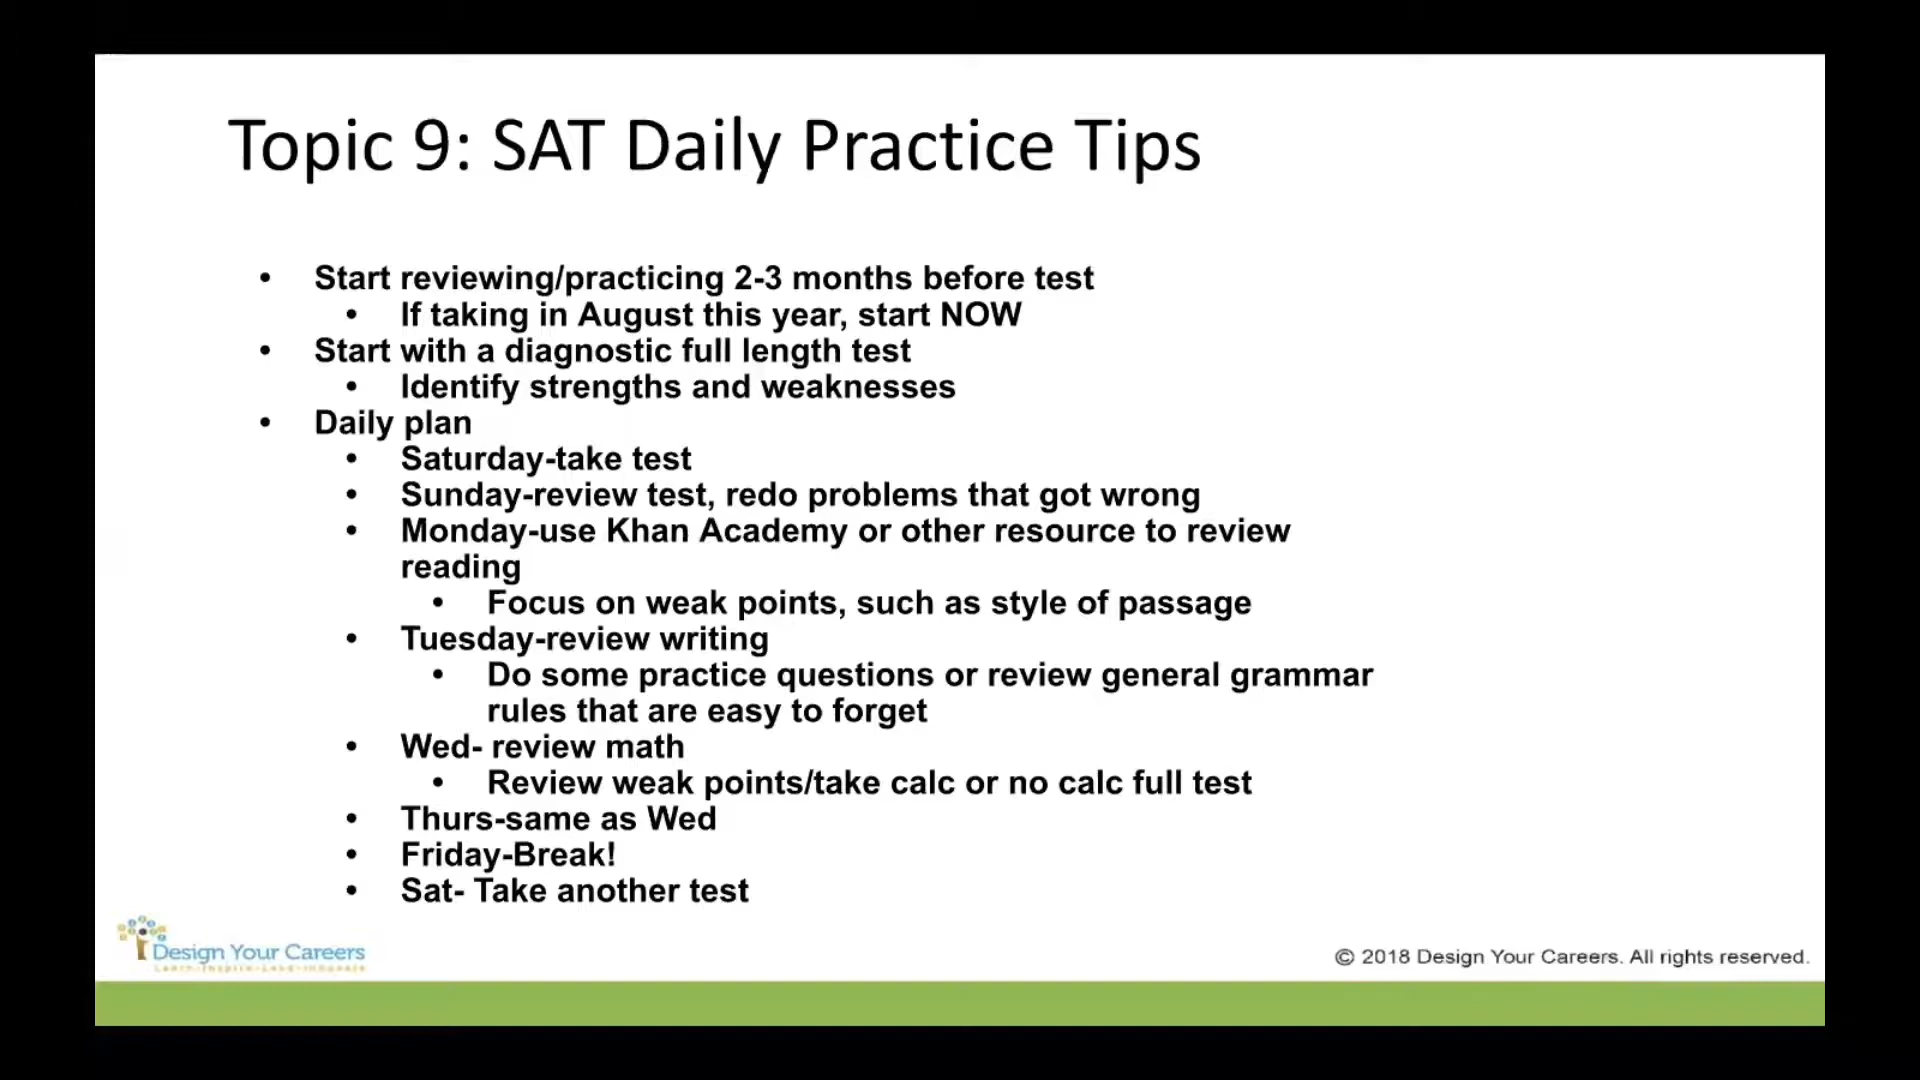 Topic 9: SAT Daily Practice Tips
• Start reviewing/practicing 2-3 months before test
• If taking in August this year, start NOW
• Start with a diagnostic full length test
• Identify strengths and weaknesses
• Daily plan
• Saturday-take test
• Sunday-review test, redo problems that got wrong
• Monday-use Khan Academy or other resource to review
reading
• Focus on weak points, such as style of passage
• Tuesday-review writing
• Do some practice questions or review general grammar
rules that are easy to forget
• Wed- review math
• Review weak points/take calc or no calc full test
• Thurs-same as Wed
• Friday-Break!
• Sat- Take another test
Design Your Careers
© 2018 Design Your Careers. All rights reserved.